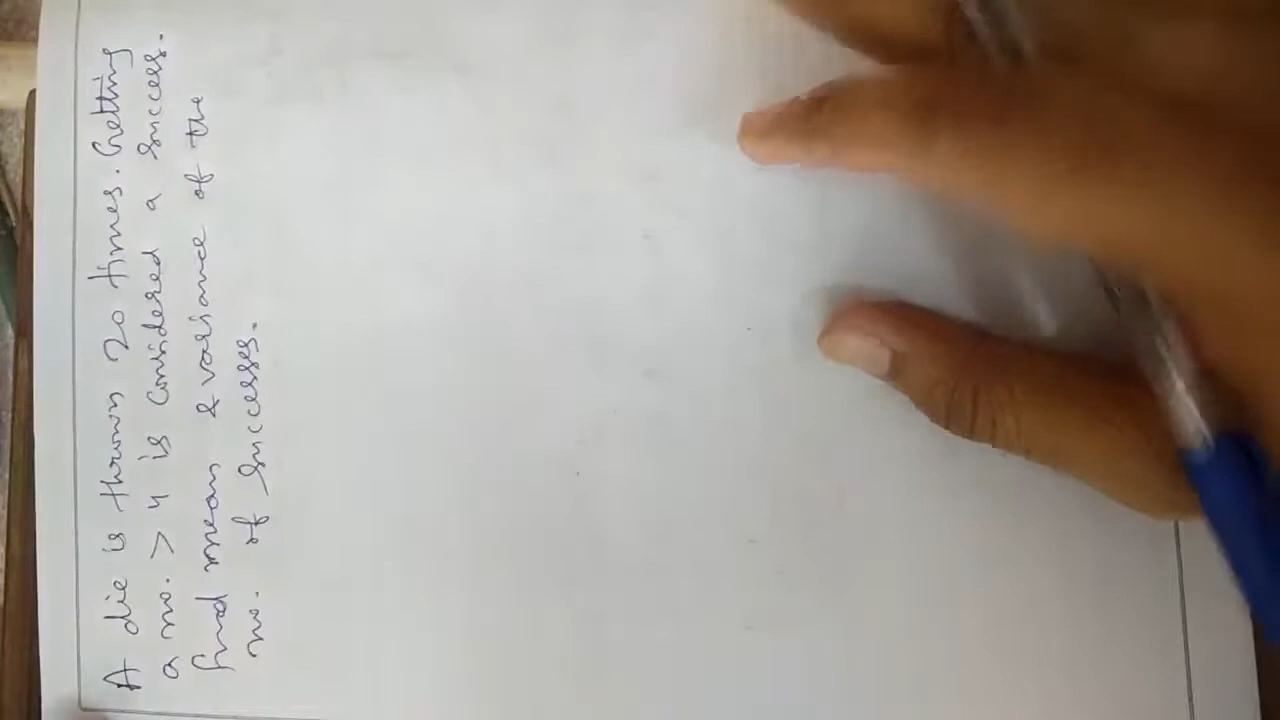 A die is thrown 20 times. Getting
a no. > 4 is considered a success.
find mean & variance of the
no. of successes.